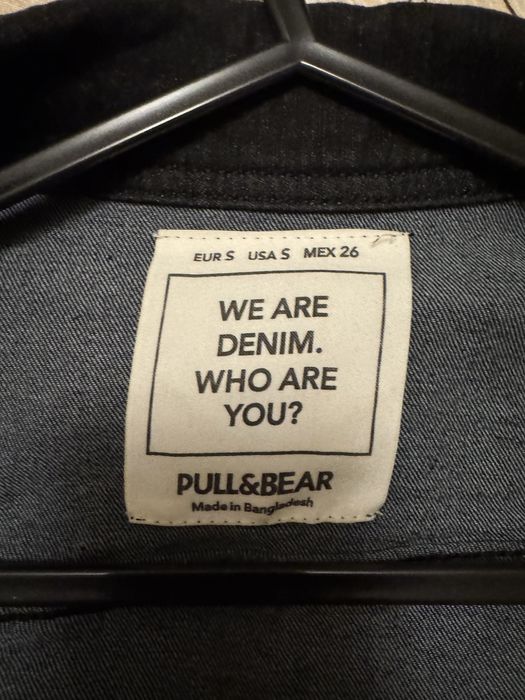 EUR S USA S MEX 26
WE ARE
DENIM.
WHO ARE
YOU?
PULL&BEAR
Made in Bangladesh